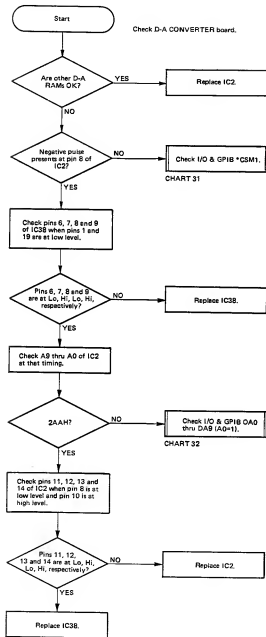 Start
Check D-A CONVERTER board.
Are other D-A
RAMs OK?
YES
Replace IC2.
NO
Negative pulse
presents at pin 8 of
IC2?
NO
Check I/O & GPIB *CSM1.
CHART 31
YES
Check pins 6, 7, 8 and 9
of IC38 when pins 1 and
19 are at low level.
Pins 6, 7, 8 and 9
are at Lo, Hi, Lo, Hi,
respectively?
NO
Replace IC38.
YES
Check A9 thru A0 of IC2
at that timing.
2AAH?
NO
Check I/O & GPIB OA0
thru DA9 (A0=1).
CHART 32
YES
Check pins 11, 12, 13 and
14 of IC2 when pin 8 is at
low level and pin 10 is at
high level.
Pins 11, 12,
13 and 14 are at Lo, Hi,
Lo, Hi, respectively?
NO
Replace IC2.
YES
Replace IC38.